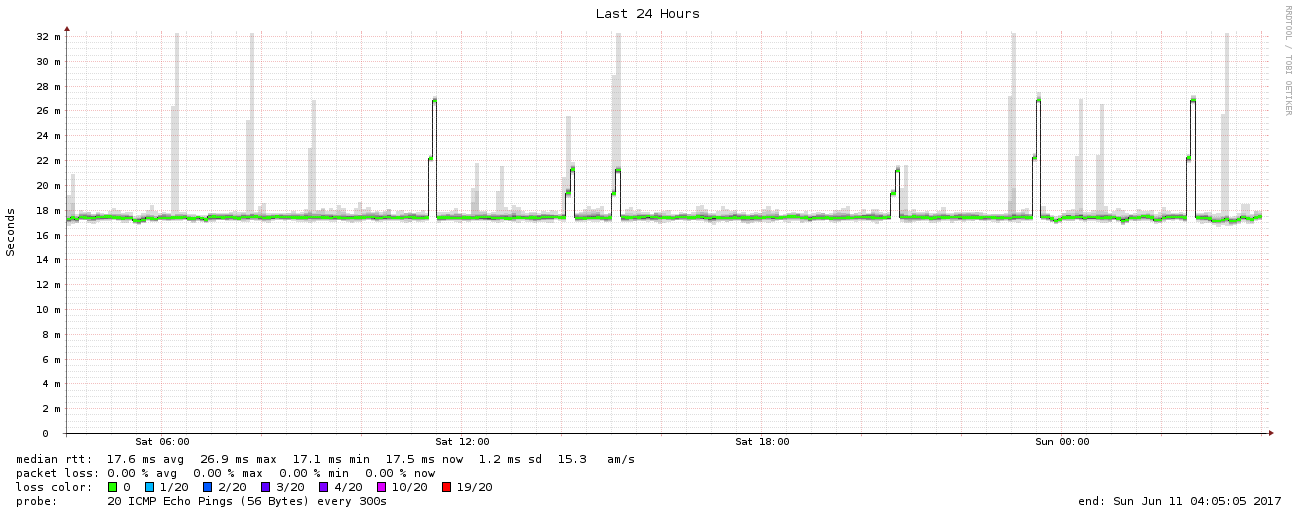 Last 24 Hours
RRDTOOL / TOBI OETIKER
Seconds
32 m
30 m
28 m
26 m
24 m
22 m
20 m
18 m
16 m
14 m
12 m
10 m
8 m
6 m
4 m
2 m
0
Sat 06:00 Sat 12:00 Sat 18:00 Sun 00:00
median rtt: 17.6 ms avg 26.9 ms max 17.1 ms min 17.5 ms now 1.2 ms sd 15.3 am/s
packet loss: 0.00 % avg 0.00 % max 0.00 % min 0.00 % now
loss color: 0 1/20 2/20 3/20 4/20 10/20 19/20
probe: 20 ICMP Echo Pings (56 Bytes) every 300s end: Sun Jun 11 04:05:05 2017